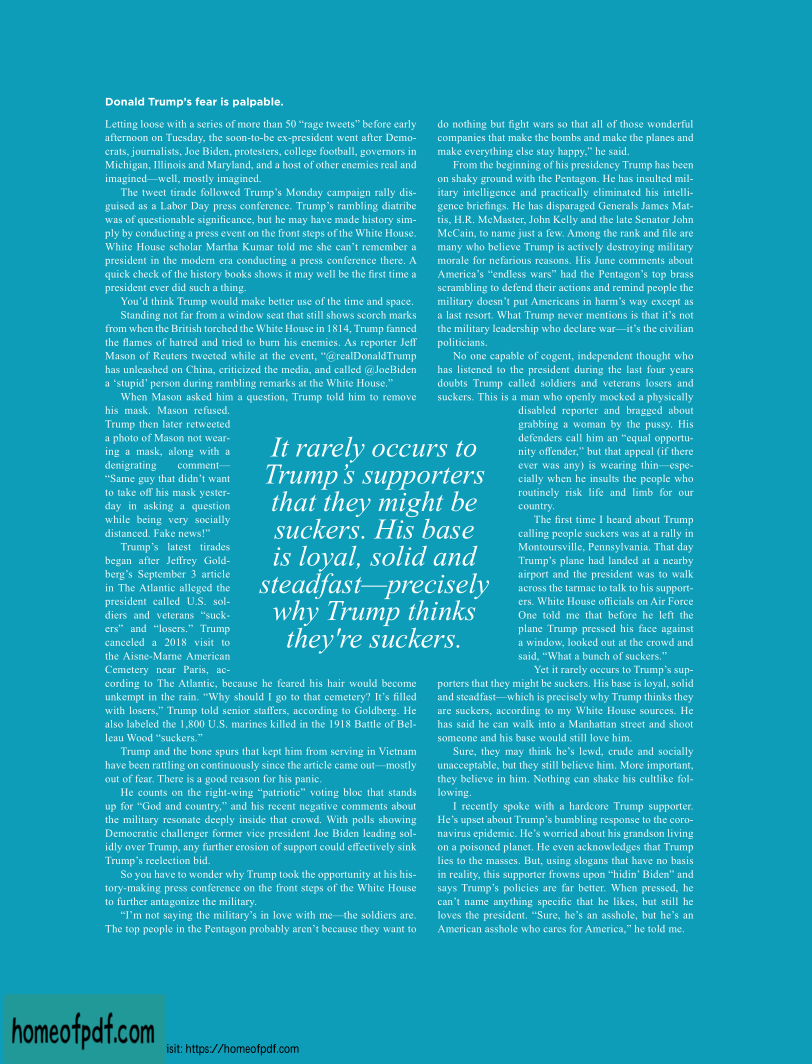 Donald Trump’s fear is palpable.
Letting loose with a series of more than 50 “rage tweets” before early
afternoon on Tuesday, the soon-to-be ex-president went after Demo-
crats, journalists, Joe Biden, protesters, college football, governors in
Michigan, Illinois and Maryland, and a host of other enemies real and
imagined—well, mostly imagined.
The tweet tirade followed Trump’s Monday campaign rally dis-
guised as a Labor Day press conference. Trump’s rambling diatribe
was of questionable significance, but he may have made history sim-
ply by conducting a press event on the front steps of the White House.
White House scholar Martha Kumar told me she can’t remember a
president in the modern era conducting a press conference there. A
quick check of the history books shows it may well be the first time a
president ever did such a thing.
You’d think Trump would make better use of the time and space.
Standing not far from a window seat that still shows scorch marks
from when the British torched the White House in 1814, Trump fanned
the flames of hatred and tried to burn his enemies. As reporter Jeff
Mason of Reuters tweeted while at the event, “@realDonaldTrump
has unleashed on China, criticized the media, and called @JoeBiden
a ‘stupid’ person during rambling remarks at the White House.”
When Mason asked him a question, Trump told him to remove
his mask. Mason refused.
Trump then later retweeted
a photo of Mason not wear-
ing a mask, along with a
denigrating comment—
“Same guy that didn’t want
to take off his mask yester-
day in asking a question
while being very socially
distanced. Fake news!”
Trump’s latest tirades
began after Jeffrey Gold-
berg’s September 3 article
in The Atlantic alleged the
president called U.S. sol-
diers and veterans “suck-
ers” and “losers.” Trump
canceled a 2018 visit to
the Aisne-Marne American
Cemetery near Paris, ac-
cording to The Atlantic, because he feared his hair would become
unkempt in the rain. “Why should I go to that cemetery? It’s filled
with losers,” Trump told senior staffers, according to Goldberg. He
also labeled the 1,800 U.S. marines killed in the 1918 Battle of Bel-
leau Wood “suckers.”
Trump and the bone spurs that kept him from serving in Vietnam
have been rattling on continuously since the article came out—mostly
out of fear. There is a good reason for his panic.
He counts on the right-wing “patriotic” voting bloc that stands
up for “God and country,” and his recent negative comments about
the military resonate deeply inside that crowd. With polls showing
Democratic challenger former vice president Joe Biden leading sol-
idly over Trump, any further erosion of support could effectively sink
Trump’s reelection bid.
So you have to wonder why Trump took the opportunity at his his-
tory-making press conference on the front steps of the White House
to further antagonize the military.
“I’m not saying the military’s in love with me—the soldiers are.
The top people in the Pentagon probably aren’t because they want to
It rarely occurs to
Trump’s supporters
that they might be
suckers. His base
is loyal, solid and
steadfast—precisely
why Trump thinks
they're suckers.
do nothing but fight wars so that all of those wonderful
companies that make the bombs and make the planes and
make everything else stay happy,” he said.
From the beginning of his presidency Trump has been
on shaky ground with the Pentagon. He has insulted mil-
itary intelligence and practically eliminated his intelli-
gence briefings. He has disparaged Generals James Mat-
tis, H.R. McMaster, John Kelly and the late Senator John
McCain, to name just a few. Among the rank and file are
many who believe Trump is actively destroying military
morale for nefarious reasons. His June comments about
America’s “endless wars” had the Pentagon’s top brass
scrambling to defend their actions and remind people the
military doesn’t put Americans in harm’s way except as
a last resort. What Trump never mentions is that it’s not
the military leadership who declare war—it’s the civilian
politicians.
No one capable of cogent, independent thought who
has listened to the president during the last four years
doubts Trump called soldiers and veterans losers and
suckers. This is a man who openly mocked a physically
disabled reporter and bragged about
grabbing a woman by the pussy. His
defenders call him an “equal opportu-
nity offender,” but that appeal (if there
ever was any) is wearing thin—espe-
cially when he insults the people who
routinely risk life and limb for our
country.
The first time I heard about Trump
calling people suckers was at a rally in
Montoursville, Pennsylvania. That day
Trump’s plane had landed at a nearby
airport and the president was to walk
across the tarmac to talk to his support-
ers. White House officials on Air Force
One told me that before he left the
plane Trump pressed his face against
a window, looked out at the crowd and
said, “What a bunch of suckers.”
Yet it rarely occurs to Trump’s sup-
porters that they might be suckers. His base is loyal, solid
and steadfast—which is precisely why Trump thinks they
are suckers, according to my White House sources. He
has said he can walk into a Manhattan street and shoot
someone and his base would still love him.
Sure, they may think he’s lewd, crude and socially
unacceptable, but they still believe him. More important,
they believe in him. Nothing can shake his cultlike fol-
lowing.
I recently spoke with a hardcore Trump supporter.
He’s upset about Trump’s bumbling response to the coro-
navirus epidemic. He’s worried about his grandson living
on a poisoned planet. He even acknowledges that Trump
lies to the masses. But, using slogans that have no basis
in reality, this supporter frowns upon “hidin’ Biden” and
says Trump’s policies are far better. When pressed, he
can’t name anything specific that he likes, but still he
loves the president. “Sure, he’s an asshole, but he’s an
American asshole who cares for America,” he told me.
homeofpdf.com
isit: https://homeofpdf.com